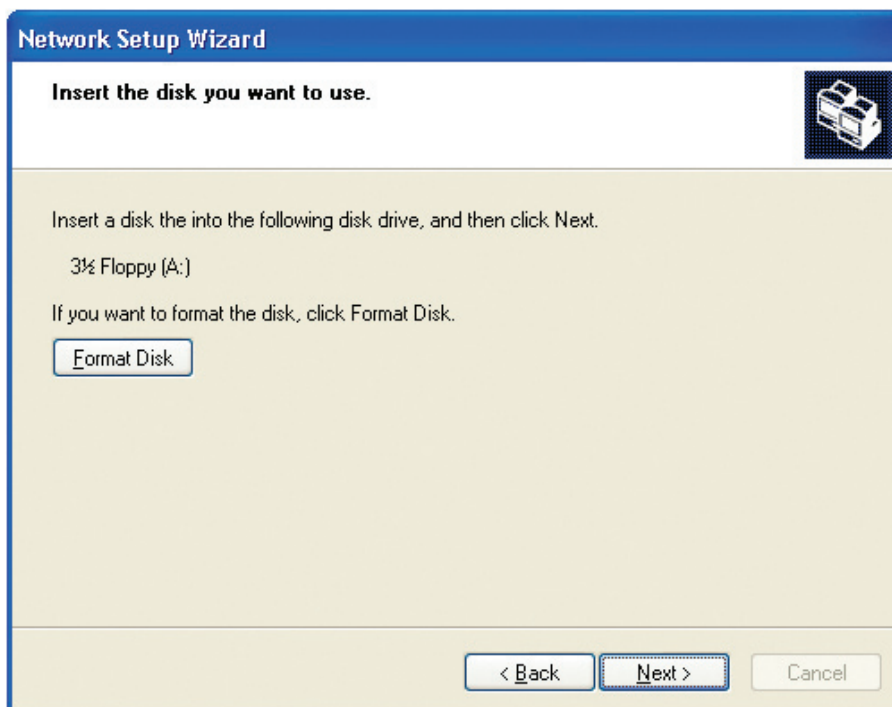 Network Setup Wizard
Insert the disk you want to use.
Insert a disk the into the following disk drive, and then click Next.
3½ Floppy (A:)
If you want to format the disk, click Format Disk.
Format Disk
< Back Next > Cancel